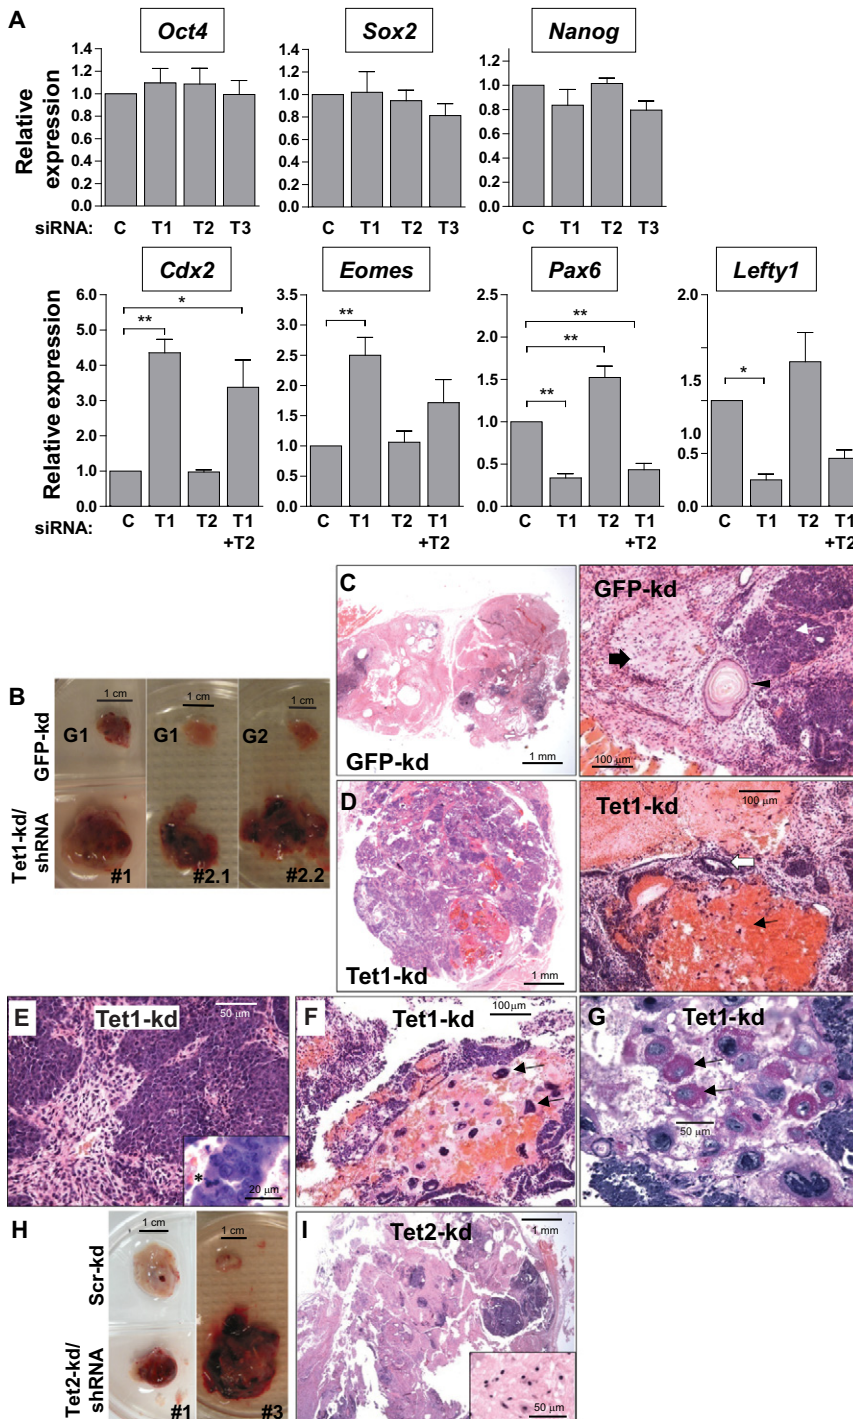 A
Oct4 Sox2 Nanog
Relative expression
1.4 1.2 1.0 0.8 0.6 0.4 0.2 0.0
1.4 1.2 1.0 0.8 0.6 0.4 0.2 0.0
1.2 1.0 0.8 0.6 0.4 0.2 0.0
siRNA: C T1 T2 T3 C T1 T2 T3 C T1 T2 T3
Cdx2 Eomes Pax6 Lefty1
Relative expression
6.0 5.0 4.0 3.0 2.0 1.0 0.0
** *
3.5 3.0 2.5 2.0 1.5 1.0 0.5 0.0
**
2.5 2.0 1.5 1.0 0.5 0.0
** ** **
2.0 1.5 1.0 0.5 0.0
*
siRNA: C T1 T2 T1 +T2 C T1 T2 T1 +T2 C T1 T2 T1 +T2 C T1 T2 T1 +T2
B
GFP-kd
Tet1-kd/ shRNA
1 cm 1 cm 1 cm
G1 G1 G2
#1 #2.1 #2.2
C
GFP-kd
1 mm
GFP-kd
100 µm
D
Tet1-kd
1 mm
Tet1-kd
100 µm
E
Tet1-kd
50 µm
*
20 µm
F
Tet1-kd
100µm
G
Tet1-kd
50 µm
H
Scr-kd
Tet2-kd/ shRNA
1 cm 1 cm
#1 #3
I
Tet2-kd
1 mm
50 µm